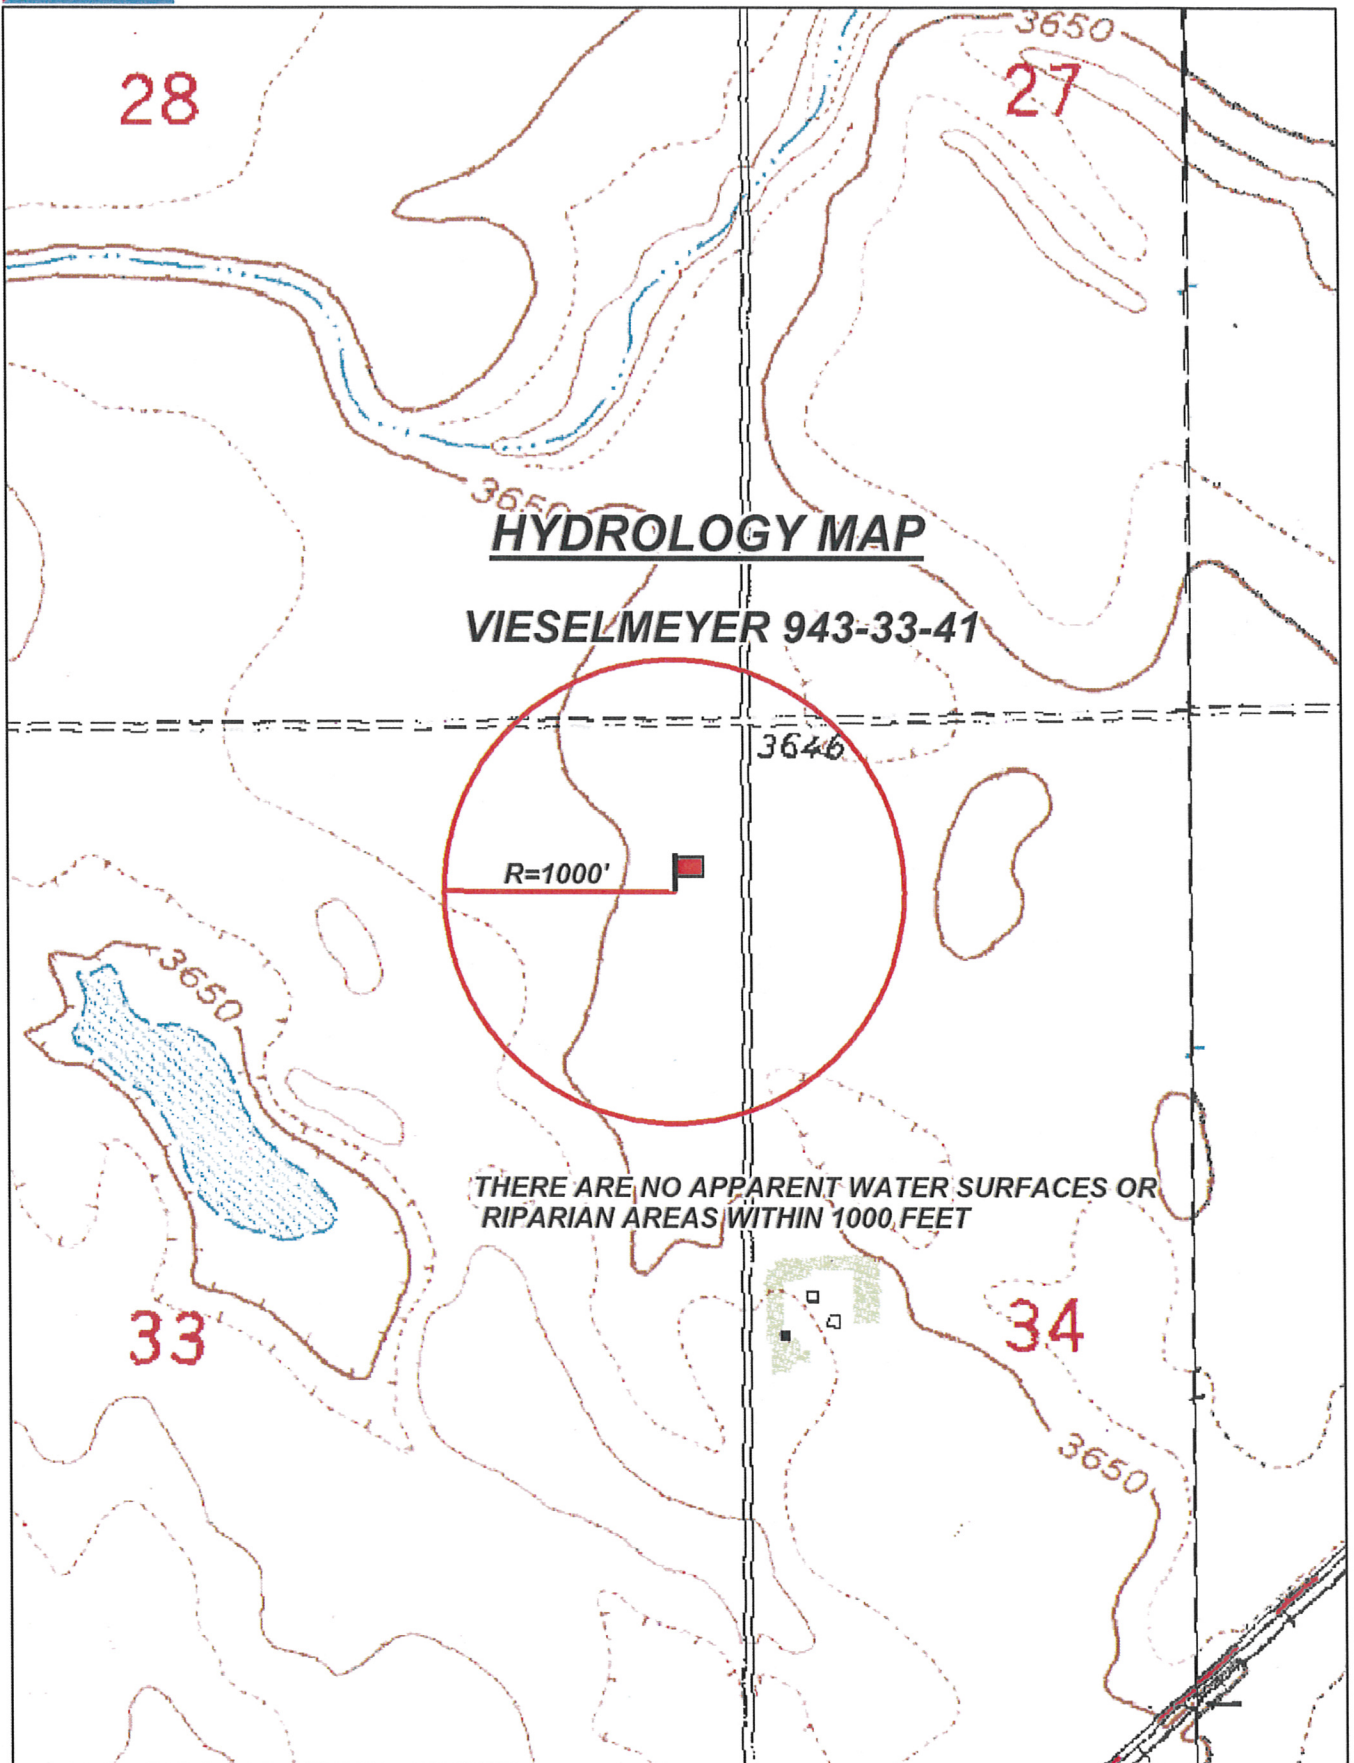 3650
28
27
3650
HYDROLOGY MAP
VIESELMEYER 943-33-41
3646
R=1000'
3650
THERE ARE NO APPARENT WATER SURFACES OR
RIPARIAN AREAS WITHIN 1000 FEET
33
34
3650